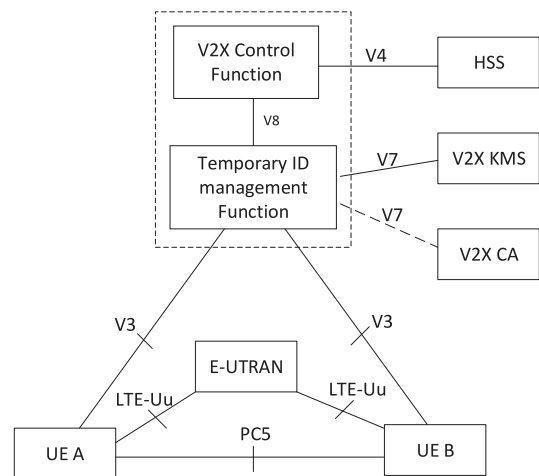 V2X Control
Function
V4
HSS
V8
Temporary ID
management
Function
V7
V2X KMS
V7
V2X CA
V3
V3
E-UTRAN
LTE-Uu
LTE-Uu
PC5
UE A
UE B